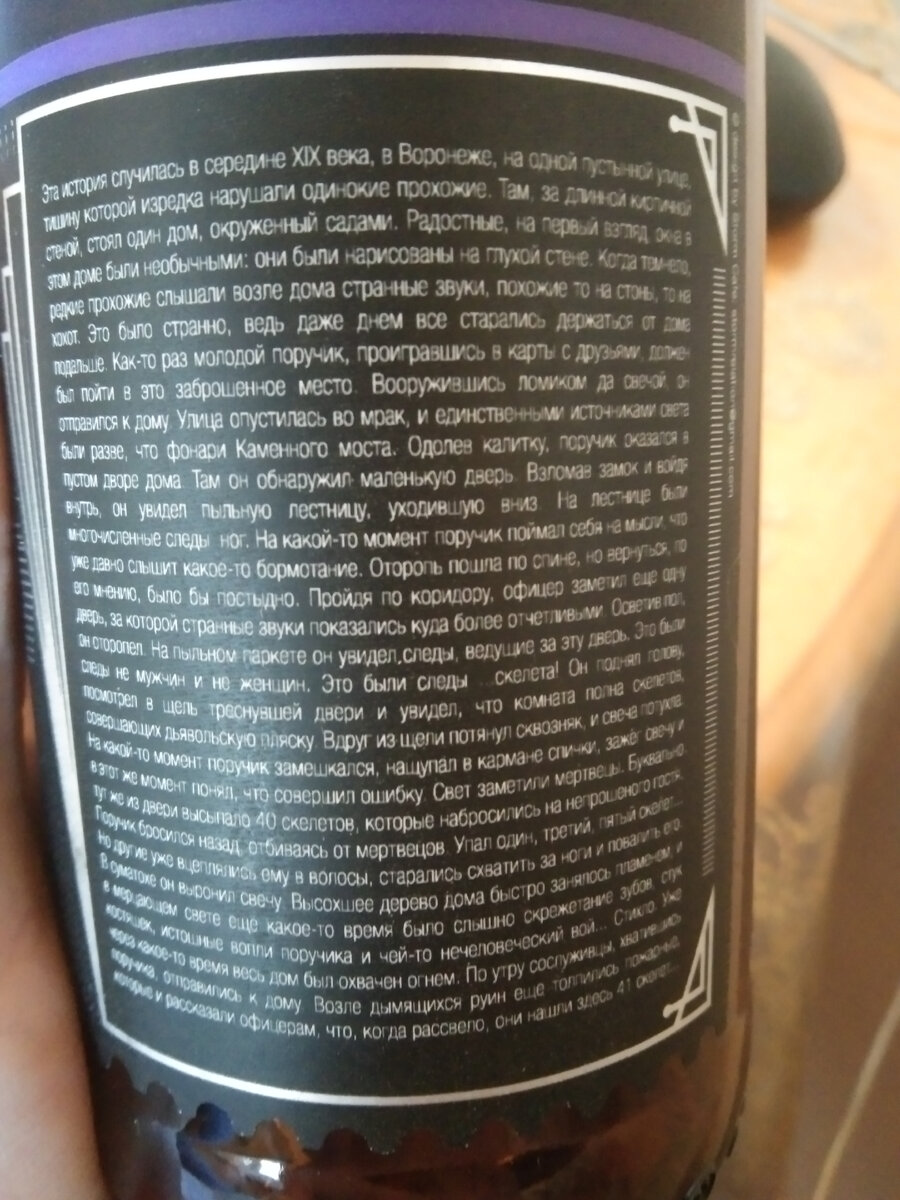 Эта история случилась в середине XIX века, в Воронеже, на одной пустынной улице,
тишину которой изредка нарушали одинокие прохожие. Там, за длинной кирпичной
стеной, стоял один дом, окруженный садами. Радостные, на первый взгляд, окна в
этом доме были необычными: они были нарисованы на глухой стене. Когда темнело,
редкие прохожие слышали возле дома странные звуки, похожие то на стоны, то на
хохот. Это было странно, ведь даже днем все старались держаться от дома
подальше. Как-то раз молодой поручик, проигравшись в карты с друзьями, должен
был пойти в это заброшенное место. Вооружившись ломиком да свечой, он
отправился к дому. Улица опустилась во мрак, и единственными источниками света
были разве, что фонари Каменного моста. Одолев калитку, поручик оказался в
пустом дворе дома. Там он обнаружил маленькую дверь. Взломав замок и войдя
внутрь, он увидел пыльную лестницу, уходившую вниз. На лестнице были
многочисленные следы ног. На какой-то момент поручик поймал себя на мысли, что
уже давно слышит какое-то бормотание. Оторопь пошла по спине, но вернуться, по
его мнению, было бы постыдно. Пройдя по коридору, офицер заметил еще одну
дверь, за которой странные звуки показались куда более отчетливыми. Осветив пол,
он оторопел. На пыльном паркете он увидел следы, ведущие за эту дверь. Это были
следы не мужчин и не женщин. Это были следы ...скелета! Он поднял голову,
посмотрел в щель треснувшей двери и увидел, что комната полна скелетов,
совершающих дьявольскую пляску. Вдруг из щели потянул сквозняк, и свеча потухла.
На какой-то момент поручик замешкался, нащупал в кармане спички, зажёг свечу и
в этот же момент понял, что совершил ошибку. Свет заметили мертвецы. Буквально
тут же из двери высыпало 40 скелетов, которые набросились на непрошеного гостя.
Поручик бросился назад, отбиваясь от мертвецов. Упал один, третий, пятый скелет...
Но другие уже вцеплялись ему в волосы, старались схватить за ноги и повалить его.
В суматохе он выронил свечу. Высохшее дерево дома быстро занялось пламенем, и
в мерцающем свете еще какое-то время было слышно скрежетание зубов, стук
костяшек, истошные вопли поручика и чей-то нечеловеческий вой... Стихло. Уже
через какое-то время весь дом был охвачен огнем. По утру сослуживцы, хватившись
поручика, отправились к дому. Возле дымящихся руин еще толпились пожарные,
которые и рассказали офицерам, что, когда рассвело, они нашли здесь 41 скелет...